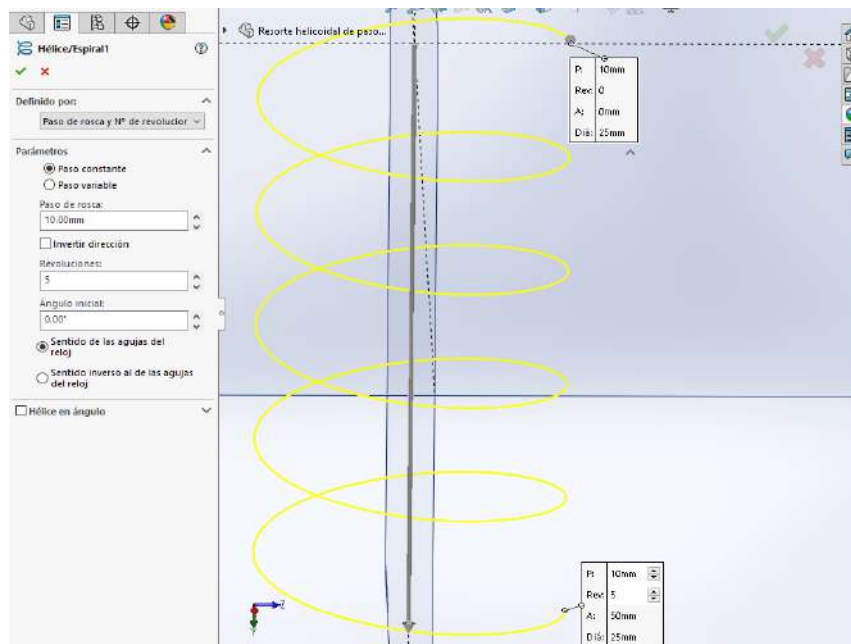 Hélice/Espiral1
Resorte helicoidal de paso...
Definido por:
Paso de rosca y Nº de revolucior
Parámetros
Paso constante
Paso variable
Paso de rosca:
10.00mm
Invertir dirección
Revoluciones:
5
Ángulo inicial:
0.00°
Sentido de las agujas del
reloj
Sentido inverso al de las agujas
del reloj
Hélice en ángulo
P: 10mm
Rev: 0
A: 0mm
Diá: 25mm
P: 10mm
Rev: 5
A: 50mm
Diá: 25mm
Z
Y